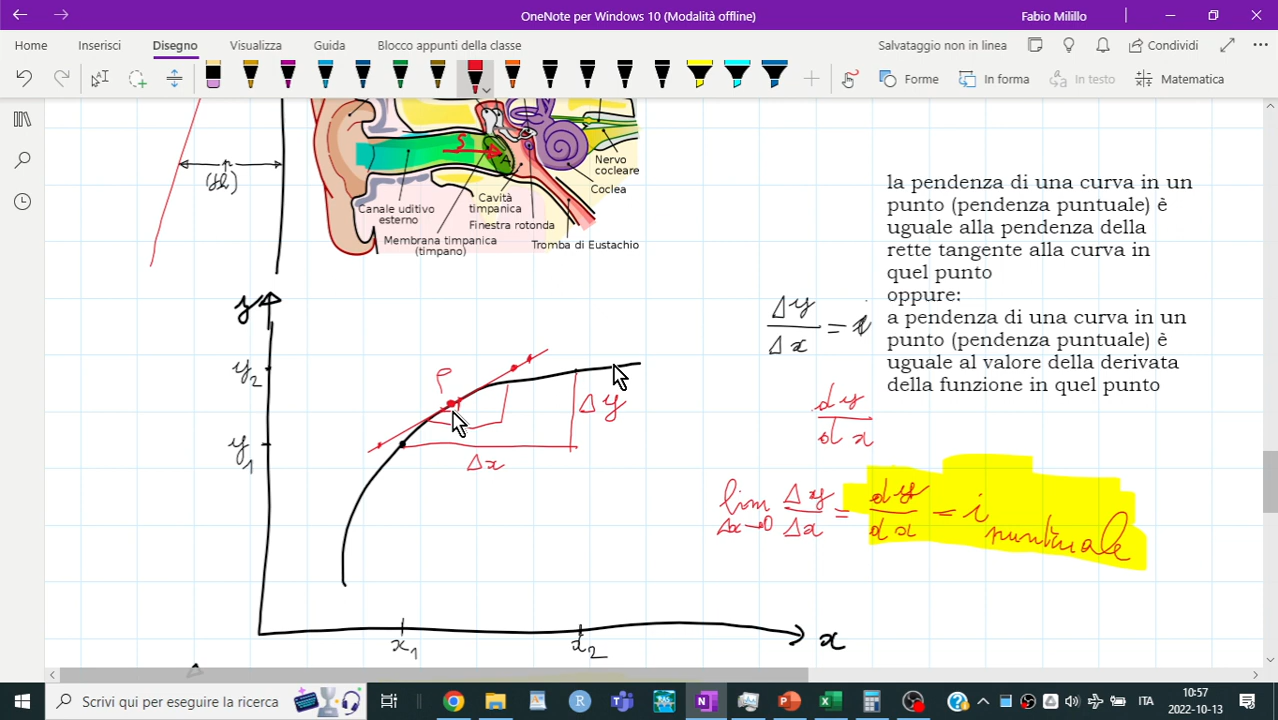 OneNote per Windows 10 (Modalità offline)
Fabio Milillo
Home Inserisci Disegno Visualizza Guida Blocco appunti della classe
Salvataggio non in linea Condividi
Forme In forma In testo Matematica
S
A
Nervo
cocleare
Coclea
Canale uditivo
esterno
Cavità
timpanica
Finestra rotonda
Membrana timpanica
(timpano)
Tromba di Eustachio
la pendenza di una curva in un
punto (pendenza puntuale) è
uguale alla pendenza della
rette tangente alla curva in
quel punto
oppure:
a pendenza di una curva in un
punto (pendenza puntuale) è
uguale al valore della derivata
della funzione in quel punto
y
y₂
y₁
P
Δy
Δx
x₁
x₂
x
Δy/Δx = i
dy/dx
lim Δx→0 Δy/Δx = dy/dx = i puntuale
Scrivi qui per eseguire la ricerca
ITA
10:57
2022-10-13